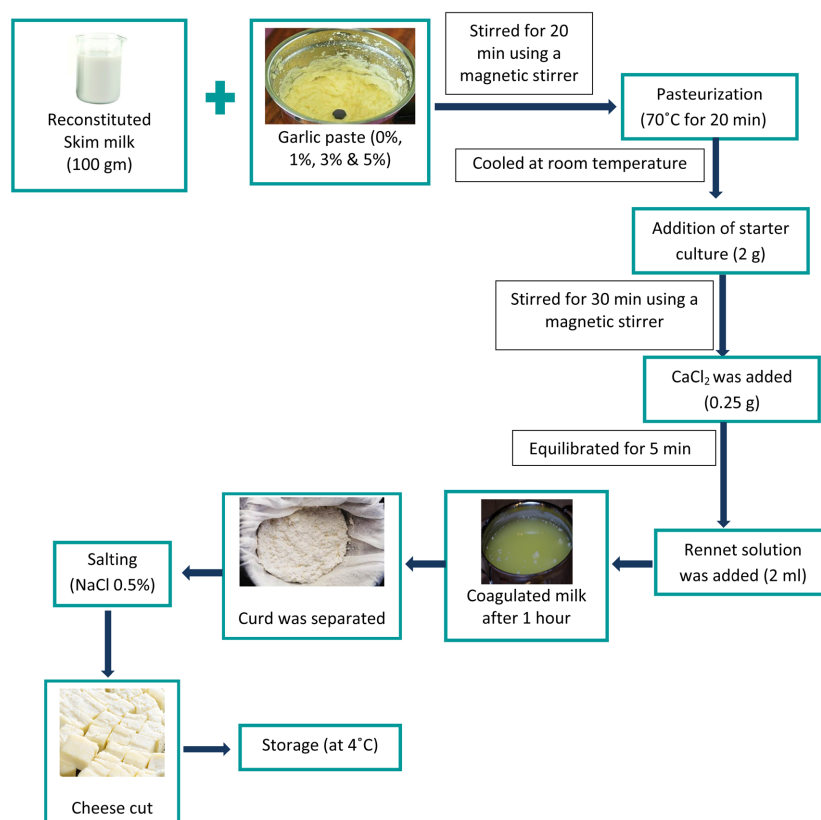 Reconstituted
Skim milk
(100 gm)
Garlic paste (0%,
1%, 3% & 5%)
Stirred for 20
min using a
magnetic stirrer
Pasteurization
(70˚C for 20 min)
Cooled at room temperature
Addition of starter
culture (2 g)
Stirred for 30 min using a
magnetic stirrer
CaCl₂ was added
(0.25 g)
Equilibrated for 5 min
Rennet solution
was added (2 ml)
Coagulated milk
after 1 hour
Curd was separated
Salting
(NaCl 0.5%)
Cheese cut
Storage (at 4˚C)